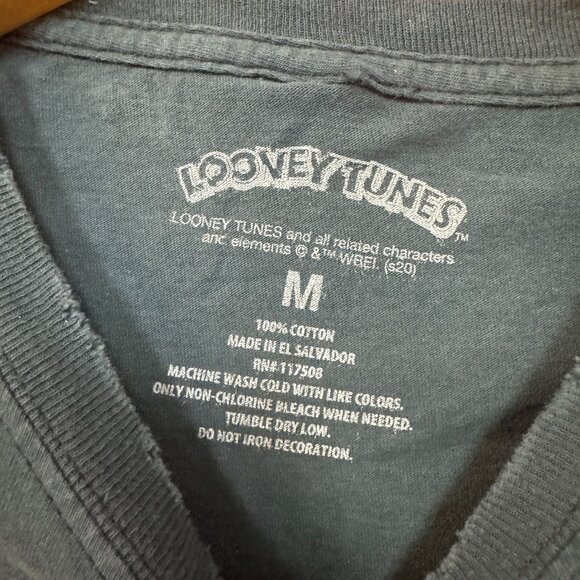 LOONEY TUNES™
LOONEY TUNES and all related characters
and elements © &™ WBEI. (s20)
M
100% COTTON
MADE IN EL SALVADOR
RN# 117508
MACHINE WASH COLD WITH LIKE COLORS.
ONLY NON-CHLORINE BLEACH WHEN NEEDED.
TUMBLE DRY LOW.
DO NOT IRON DECORATION.